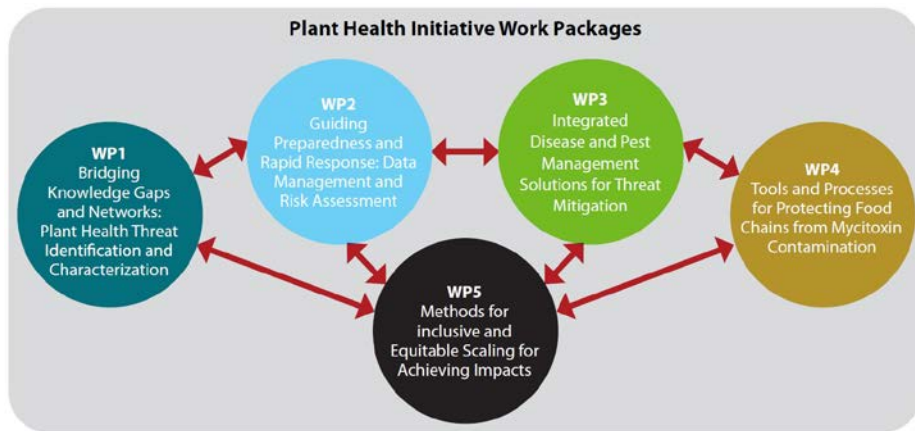 Plant Health Initiative Work Packages
WP1
Bridging
Knowledge Gaps
and Networks:
Plant Health Threat
Identification and
Characterization
WP2
Guiding
Preparedness and
Rapid Response: Data
Management and
Risk Assessment
WP3
Integrated
Disease and Pest
Management
Solutions for Threat
Mitigation
WP4
Tools and Processes
for Protecting Food
Chains from Mycitoxin
Contamination
WP5
Methods for
inclusive and
Equitable Scaling for
Achieving Impacts